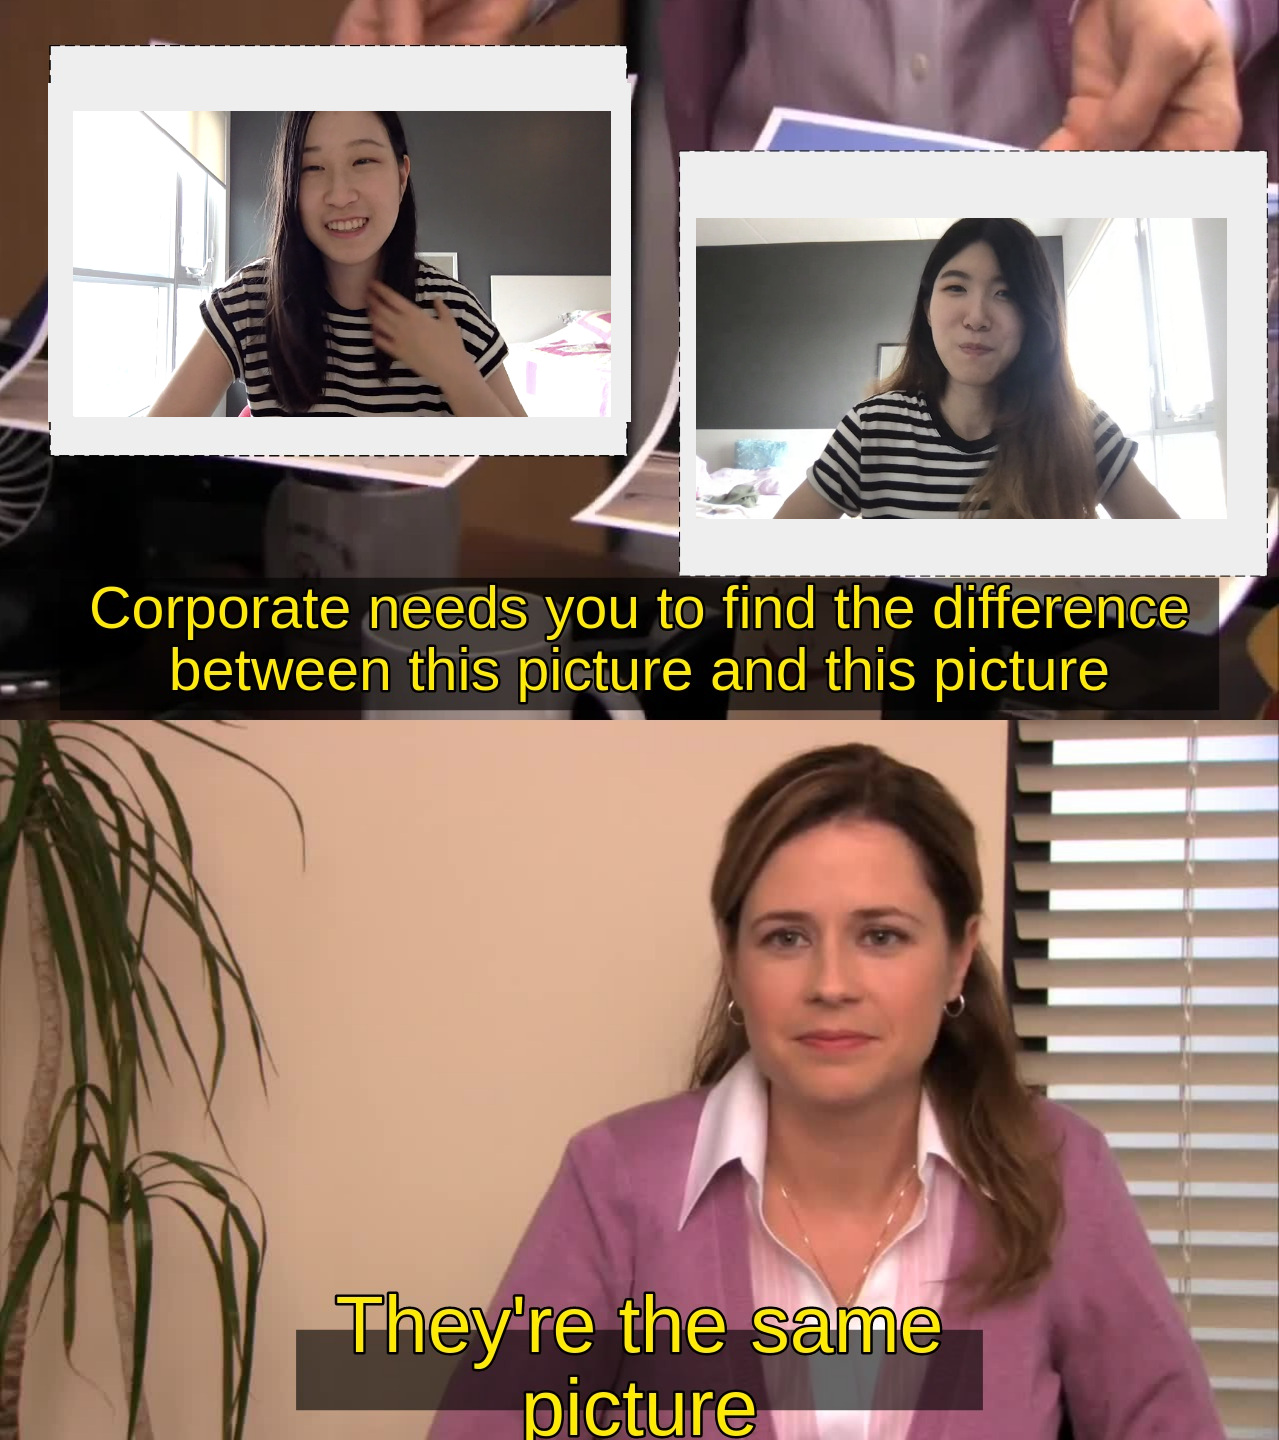 Corporate needs you to find the difference
between this picture and this picture
They're the same
picture